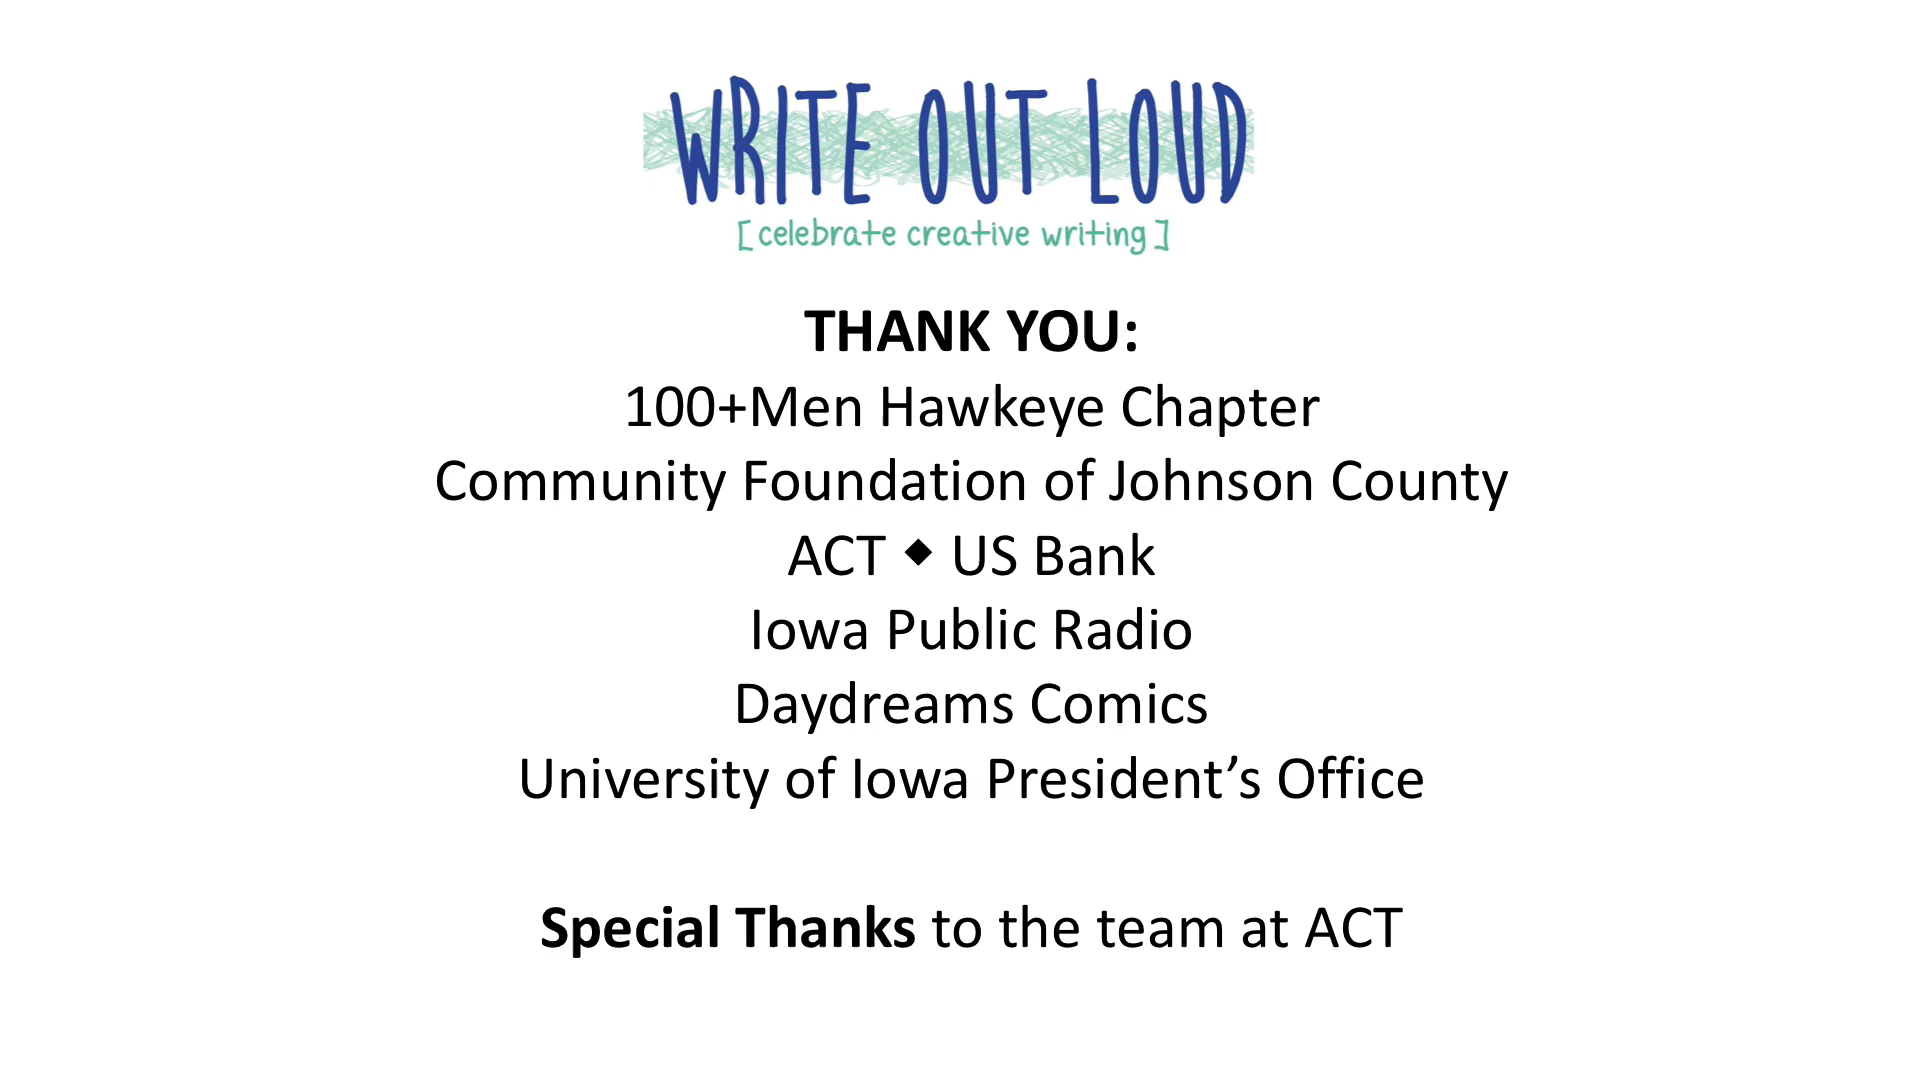 WRITE OUT LOUD
[celebrate creative writing]
THANK YOU:
100+Men Hawkeye Chapter
Community Foundation of Johnson County
ACT ◆ US Bank
Iowa Public Radio
Daydreams Comics
University of Iowa President’s Office
Special Thanks to the team at ACT